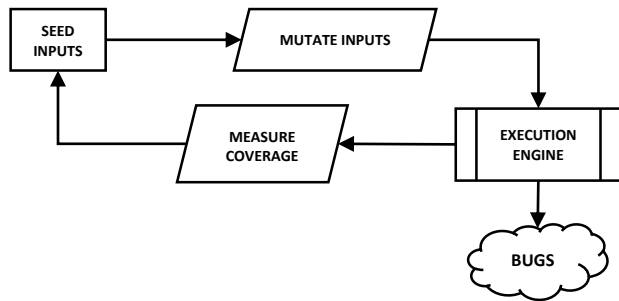 SEED
INPUTS
MUTATE INPUTS
MEASURE
COVERAGE
EXECUTION
ENGINE
BUGS